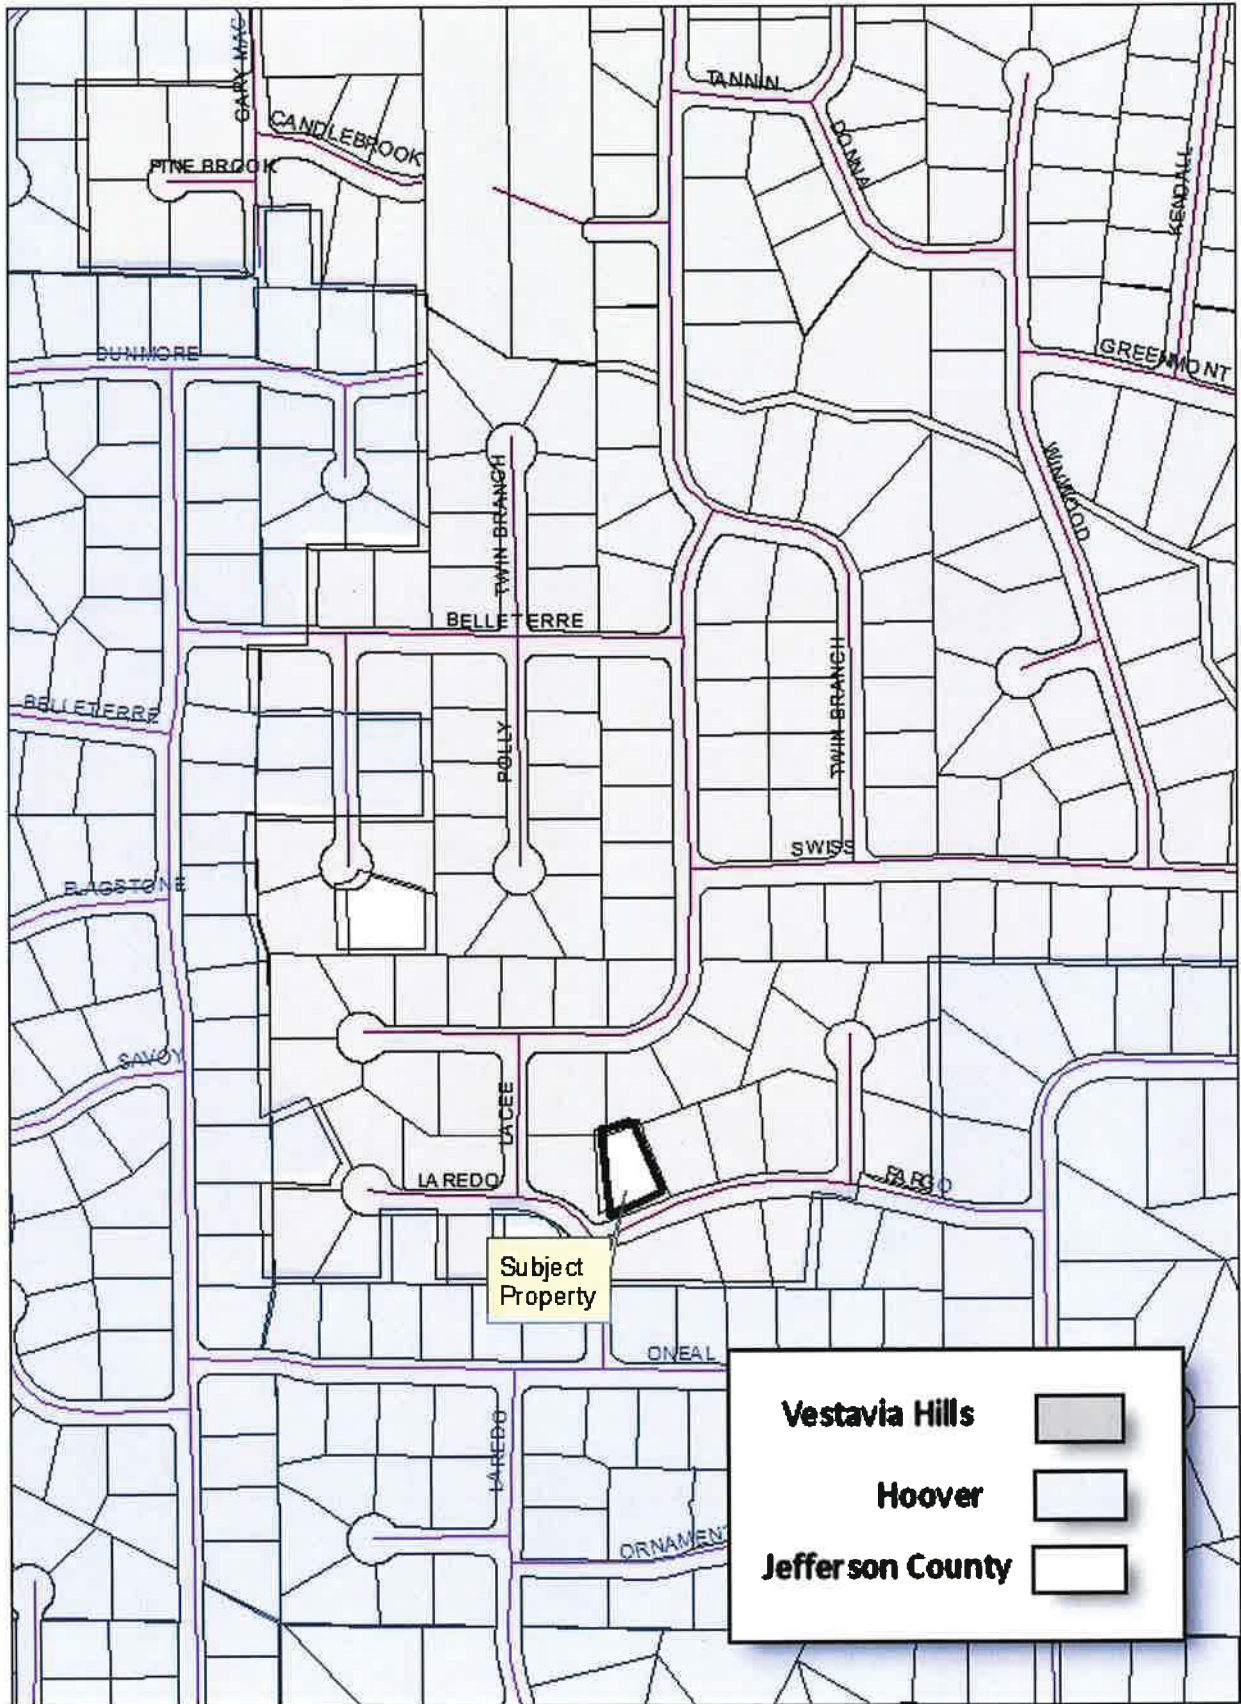 GARY MAC
TANNIN
CANDLEBROOK
DONNA
PINE BROOK
KENDALL
DUNMORE
GREENMONT
WINWOOD
TWIN BRANCH
BELLETERRE
TWIN BRANCH
BELLETERRE
POLLY
SWISS
FLAGSTONE
SAVOY
LACEE
LAREDO
FARGO
Subject
Property
ONEAL
Vestavia Hills
LAREDO
Hoover
ORNAMENT
Jefferson County